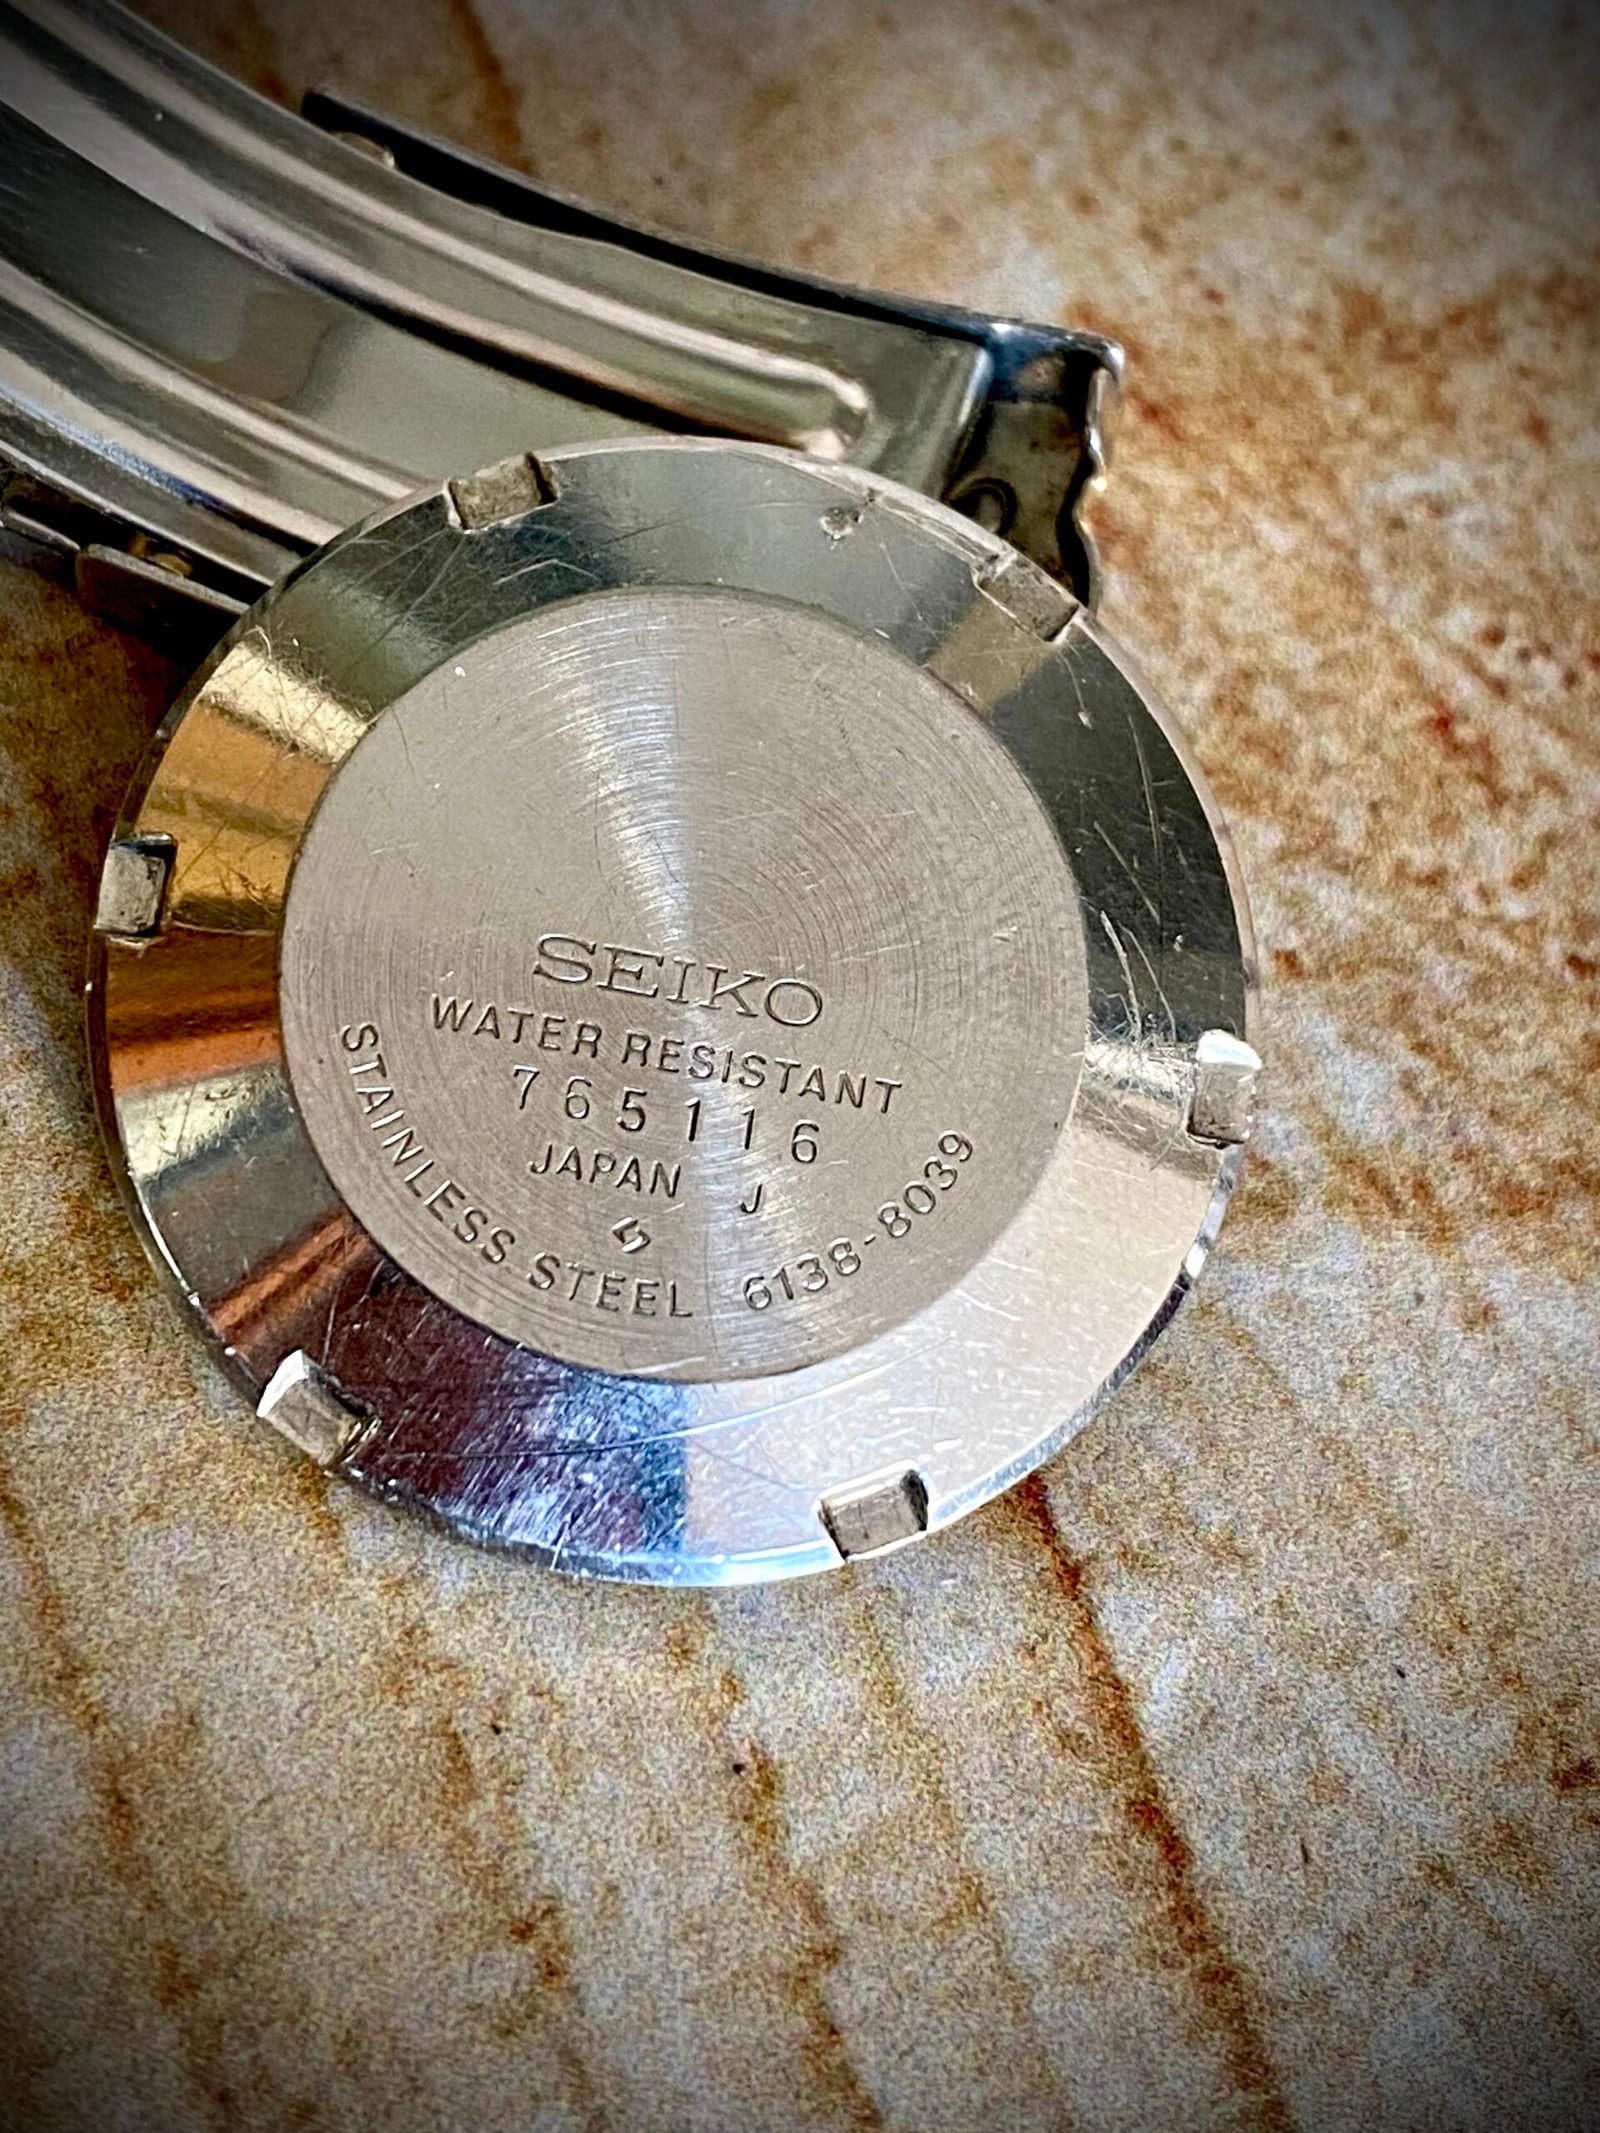 SEIKO
WATER RESISTANT
765116
JAPAN J
STAINLESS STEEL 6138-8039